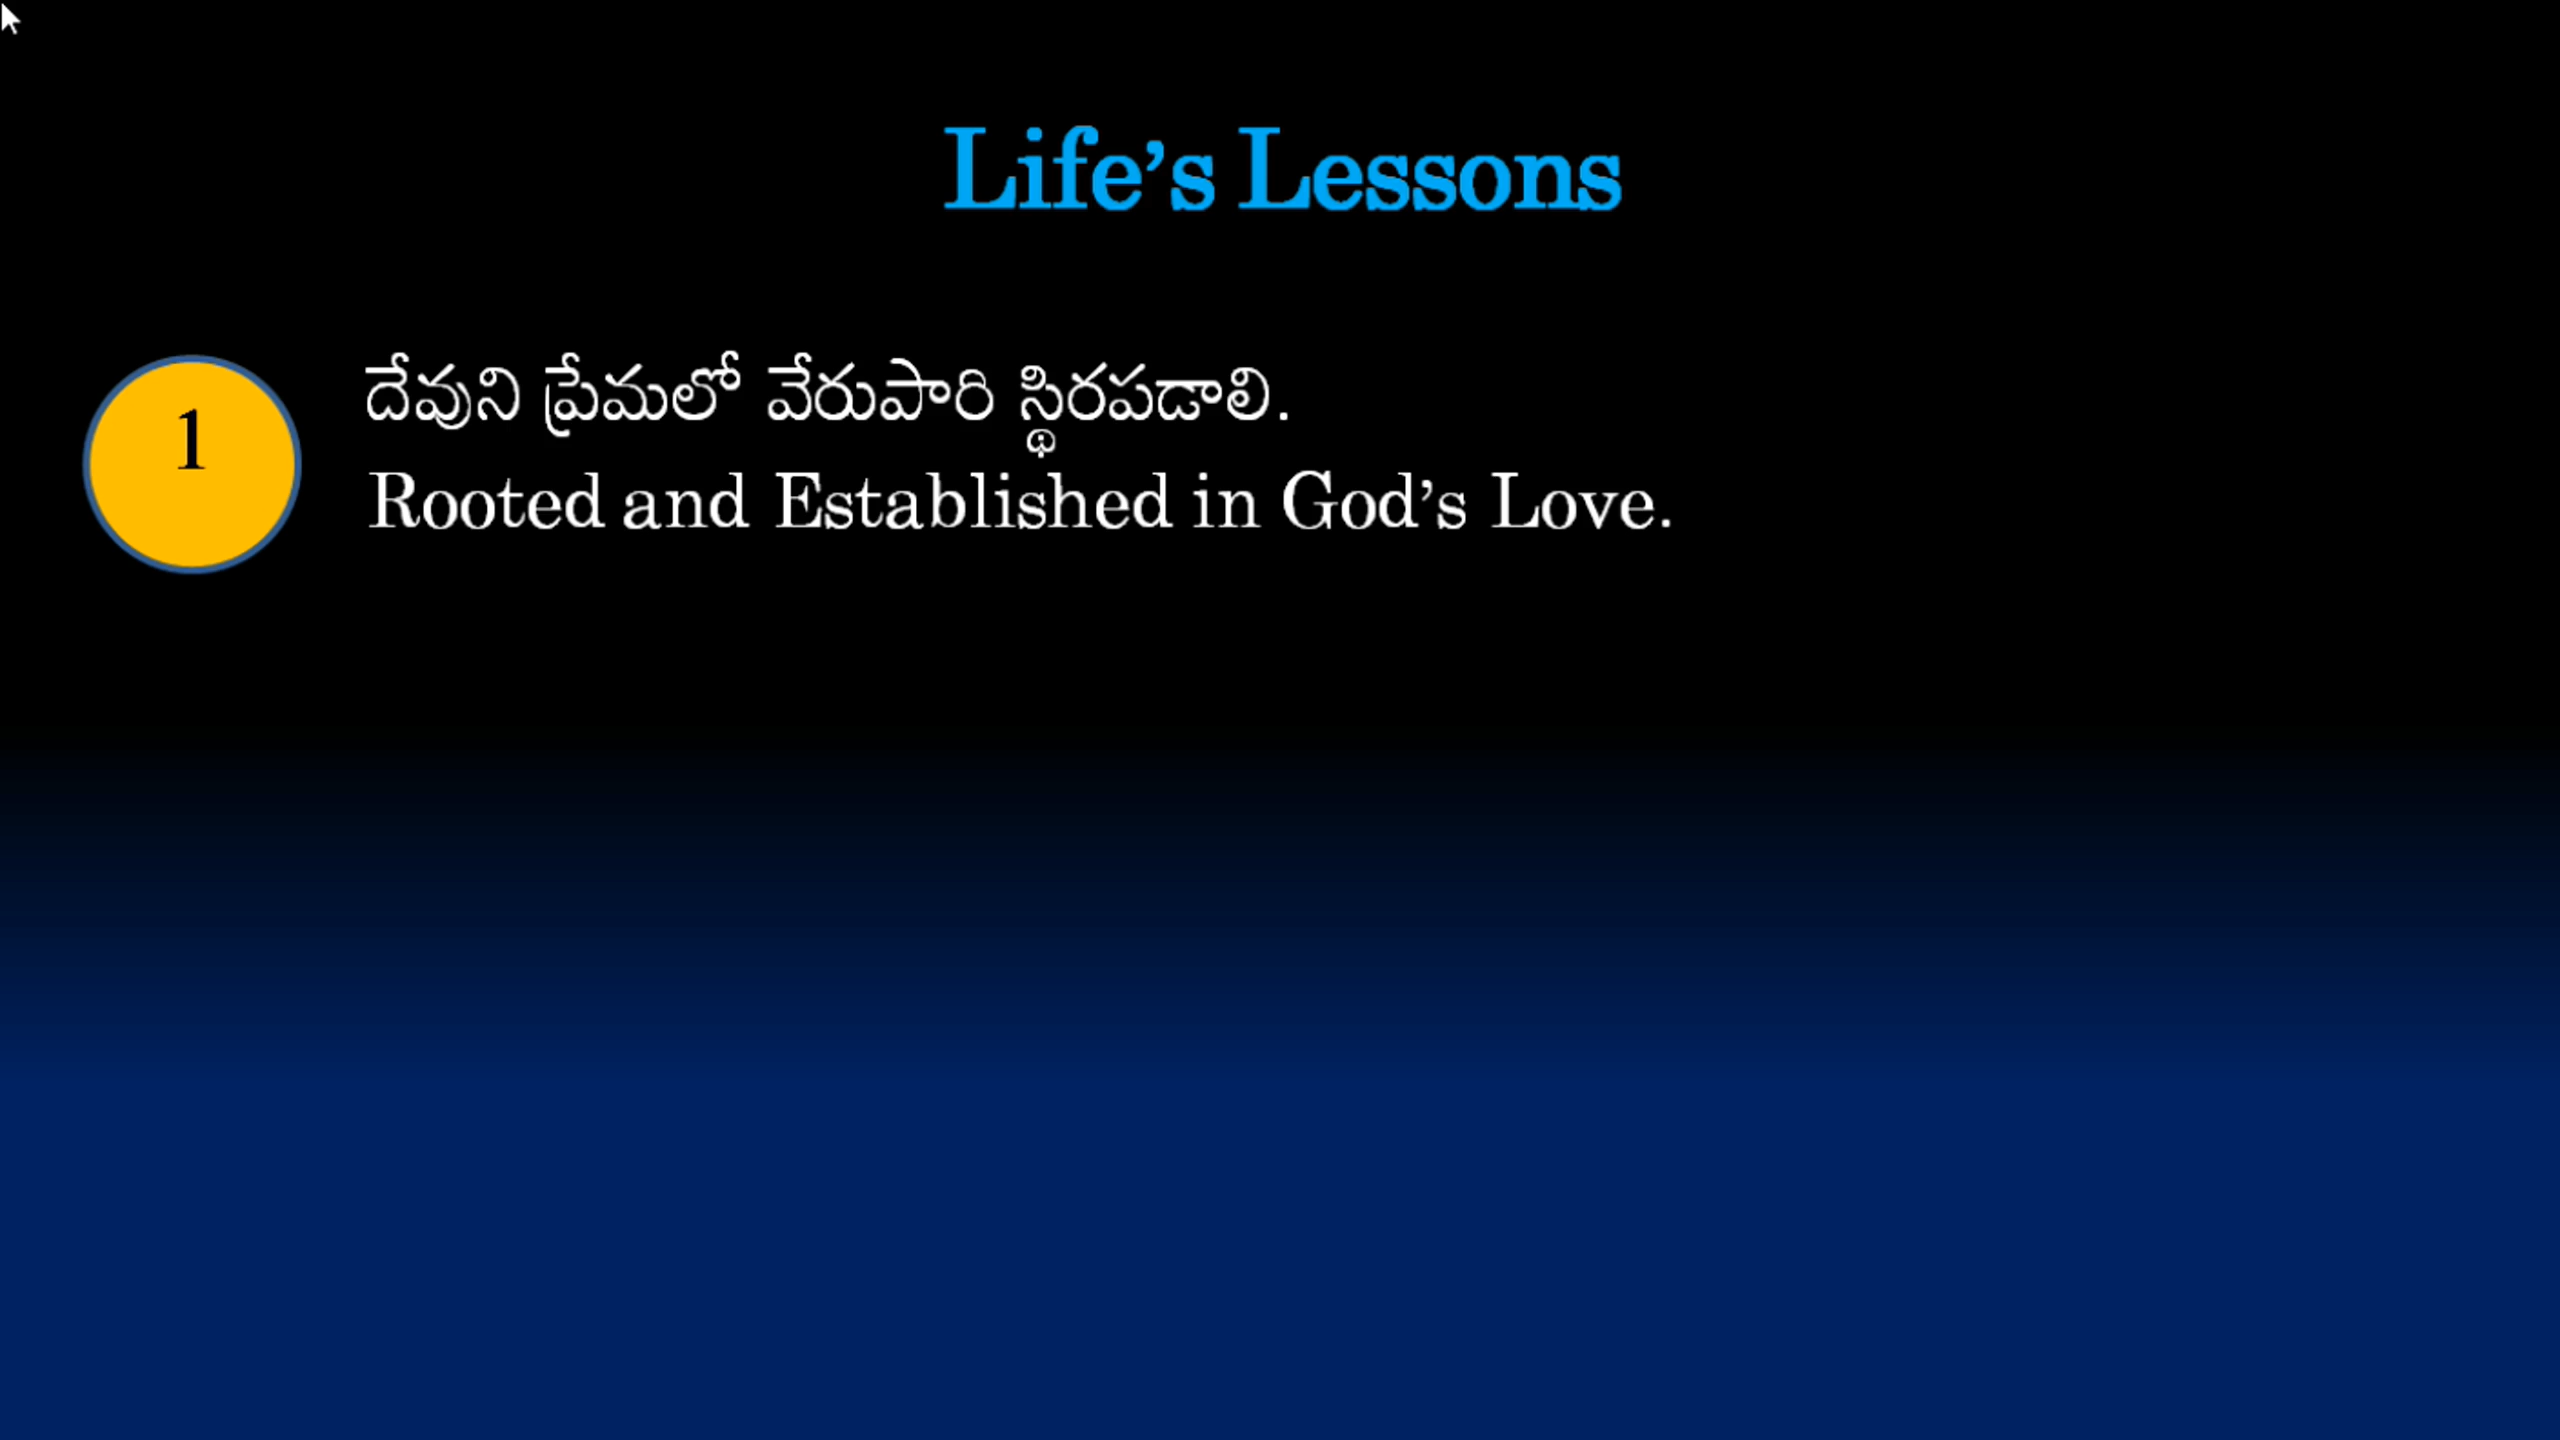 Life’s Lessons
1
దేవుని ప్రేమలో వేరుపారి స్థిరపడాలి.
Rooted and Established in God’s Love.